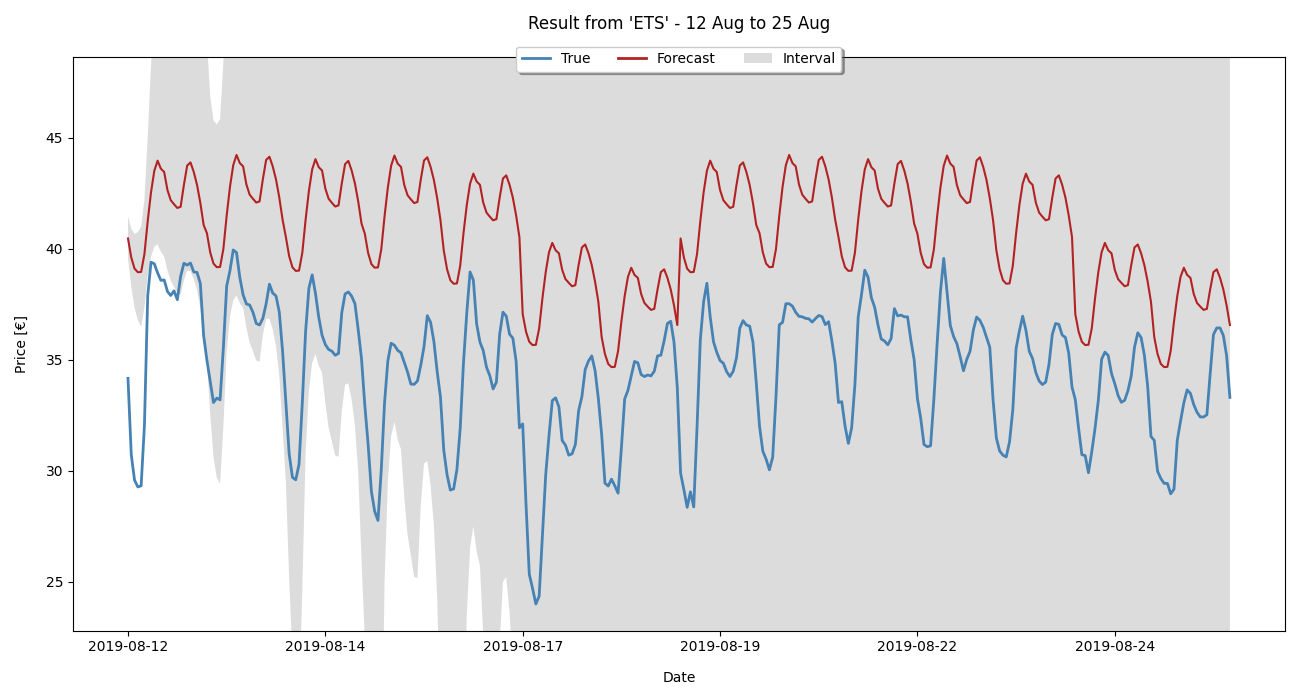 Result from 'ETS' - 12 Aug to 25 Aug
True Forecast Interval
Price [€]
45
40
35
30
25
2019-08-12 2019-08-14 2019-08-17 2019-08-19 2019-08-22 2019-08-24
Date